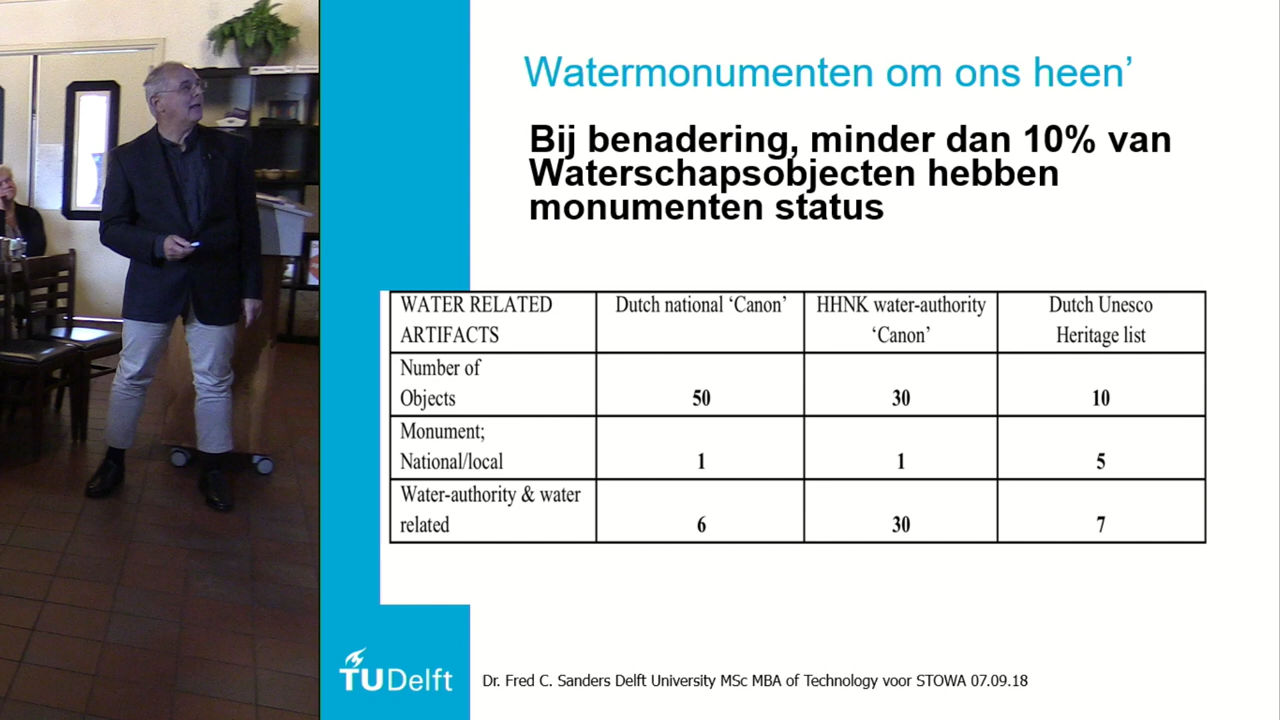 Watermonumenten om ons heen’
Bij benadering, minder dan 10% van
Waterschapsobjecten hebben
monumenten status
WATER RELATED ARTIFACTS | Dutch national ‘Canon’ | HHNK water-authority ‘Canon’ | Dutch Unesco Heritage list
Number of Objects | 50 | 30 | 10
Monument; National/local | 1 | 1 | 5
Water-authority & water related | 6 | 30 | 7
TU Delft
Dr. Fred C. Sanders Delft University MSc MBA of Technology voor STOWA 07.09.18